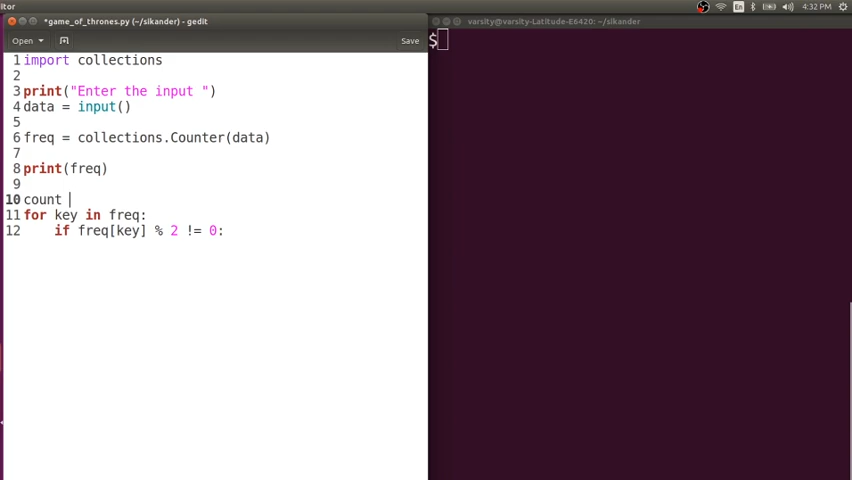 itor
*game_of_thrones.py (~/sikander) - gedit
varsity@varsity-Latitude-E6420: ~/sikander
En
4:32 PM
Open
Save
$
1 import collections
2
3 print("Enter the input ")
4 data = input()
5
6 freq = collections.Counter(data)
7
8 print(freq)
9
10 count
11 for key in freq:
12     if freq[key] % 2 != 0: